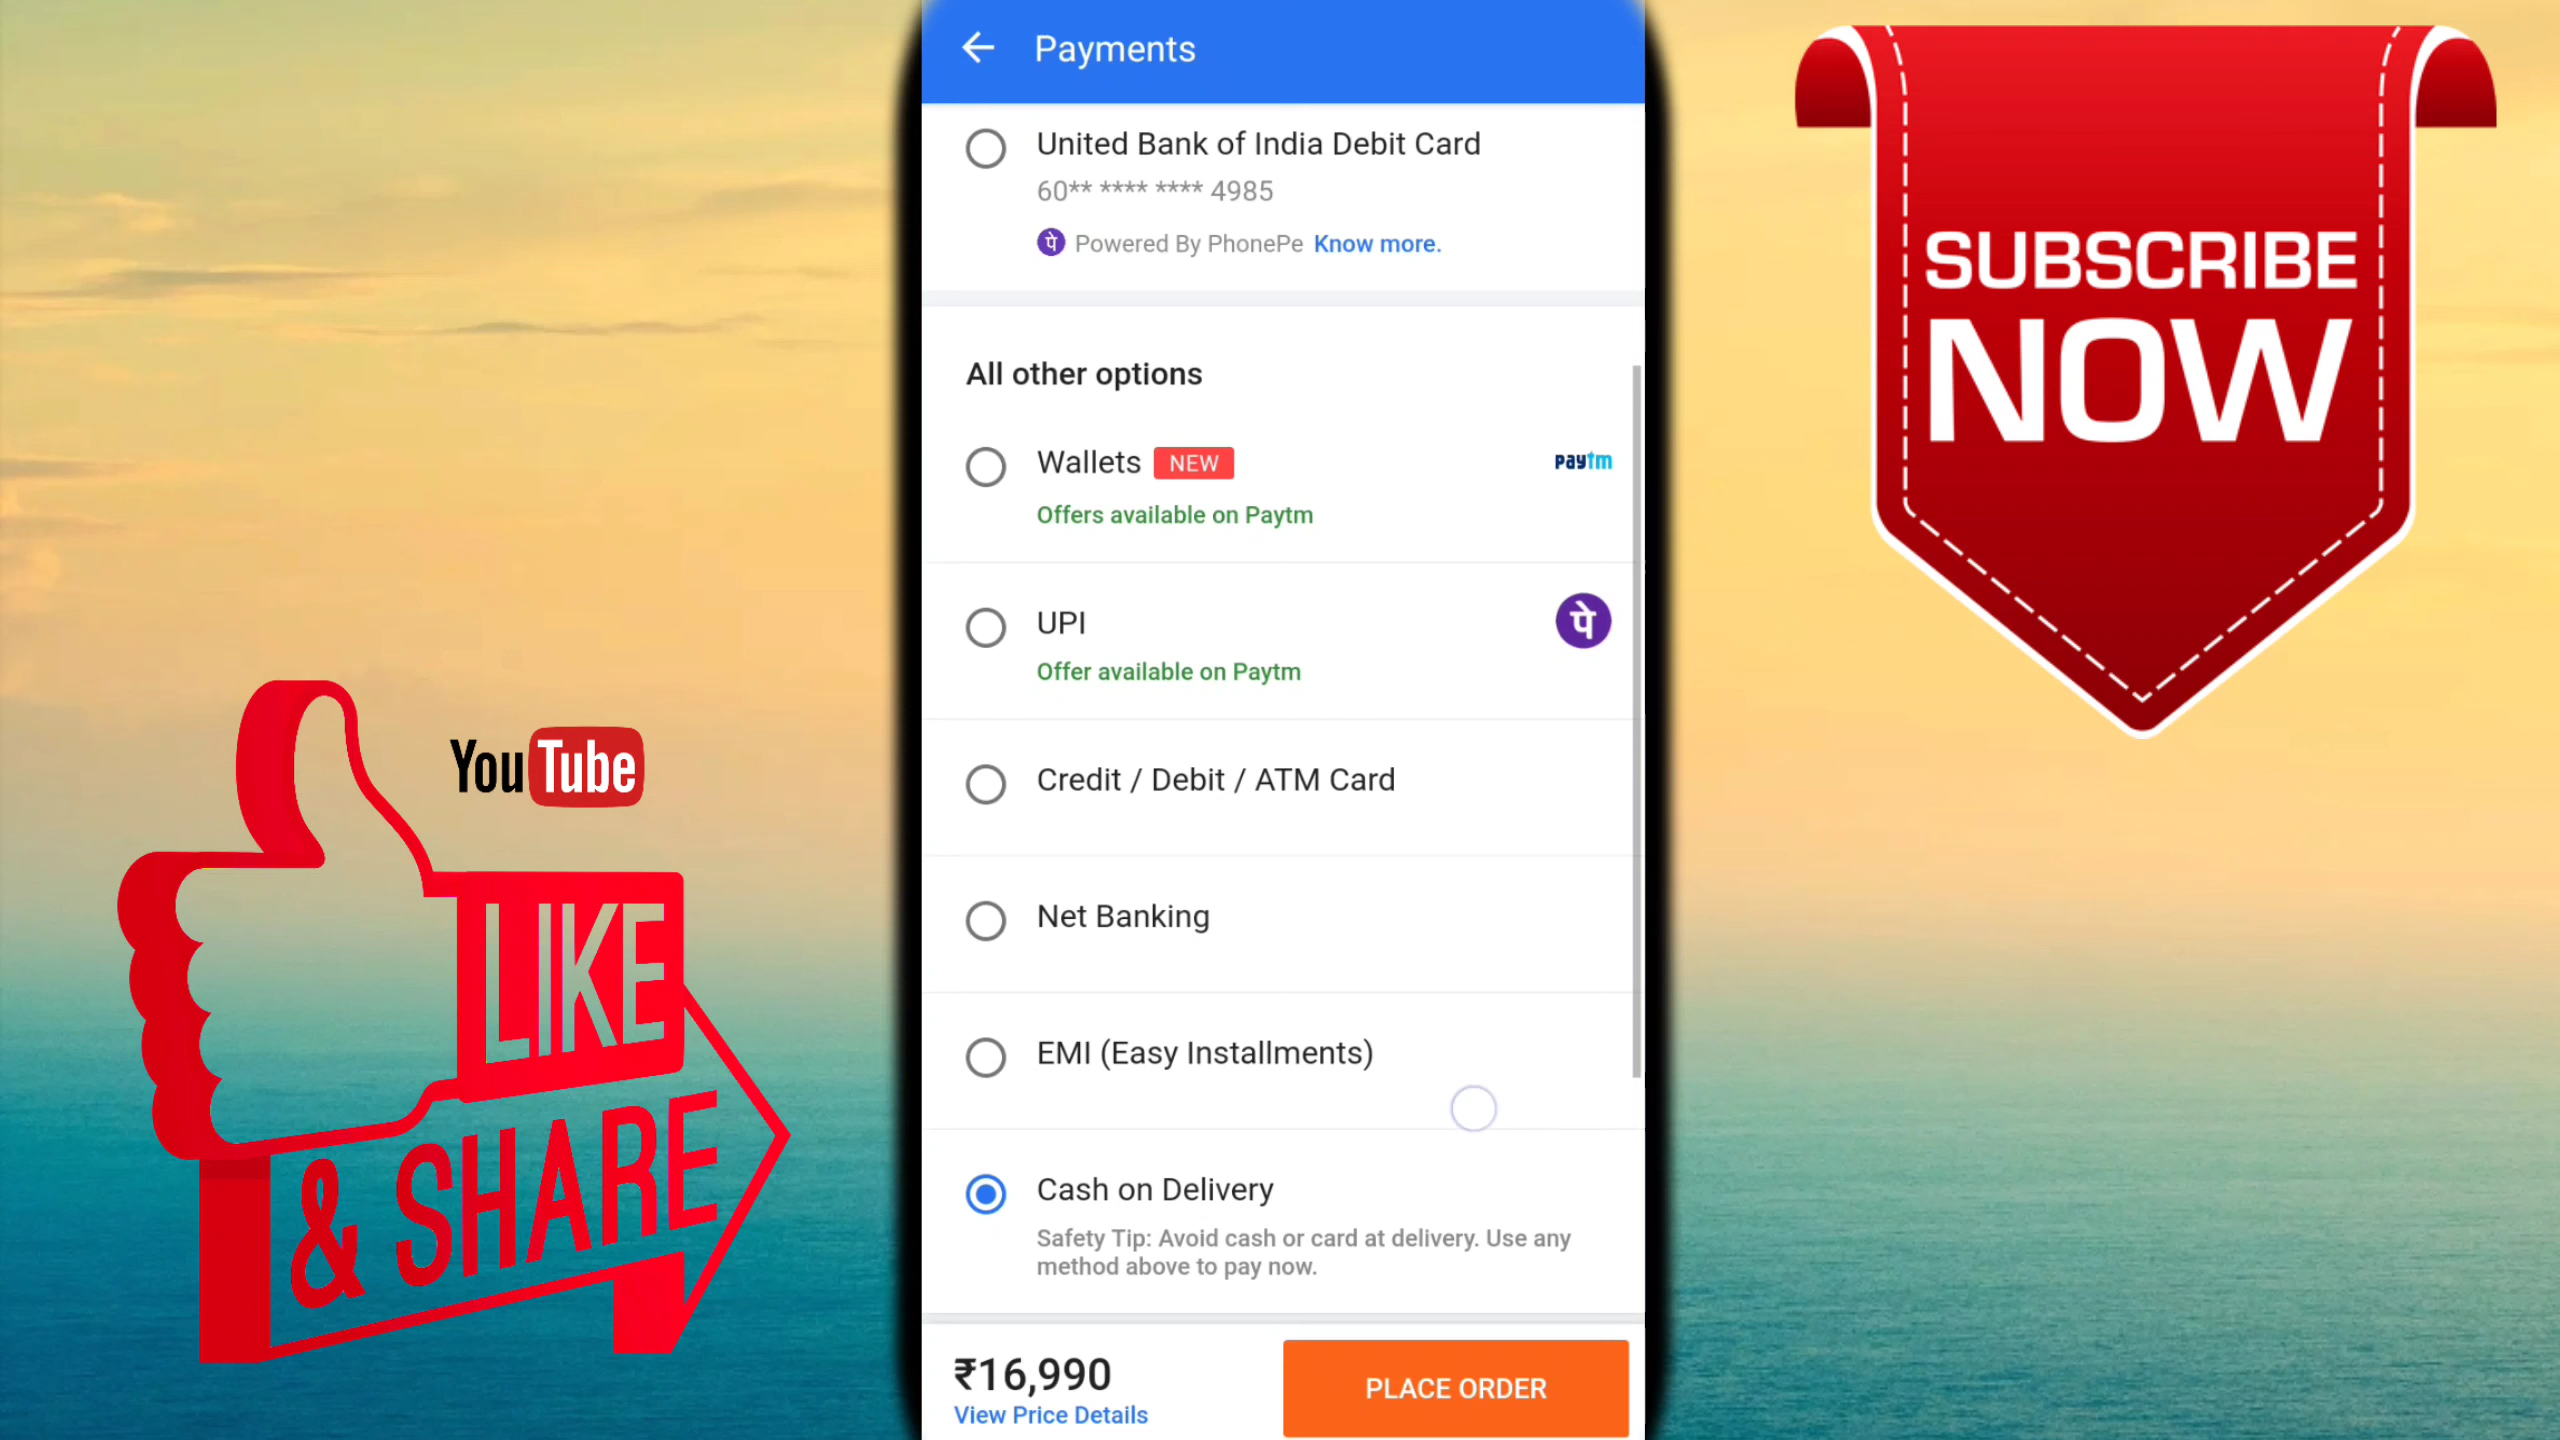 Payments
United Bank of India Debit Card
60** **** **** 4985
पे Powered By PhonePe Know more.
All other options
Wallets NEW paytm
Offers available on Paytm
UPI पे
Offer available on Paytm
Credit / Debit / ATM Card
Net Banking
EMI (Easy Installments)
Cash on Delivery
Safety Tip: Avoid cash or card at delivery. Use any
method above to pay now.
₹16,990
View Price Details
PLACE ORDER
SUBSCRIBE
NOW
YouTube
LIKE
& SHARE